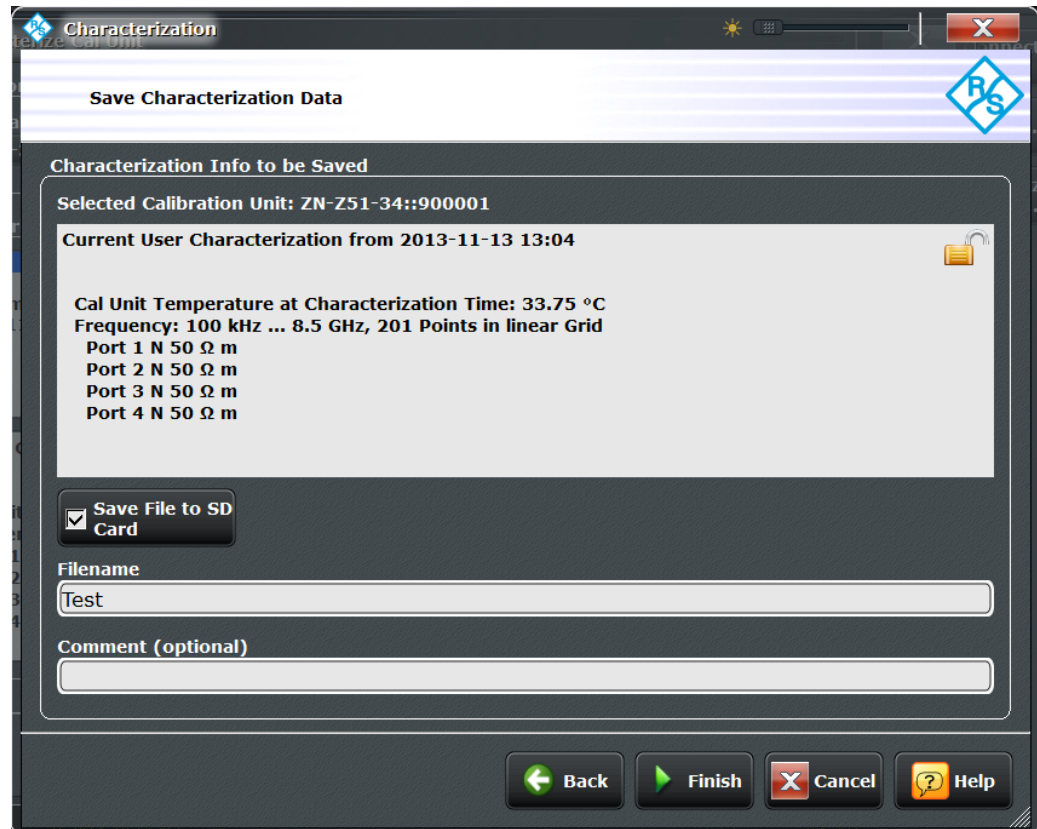 Characterization
Save Characterization Data
R
S
Characterization Info to be Saved
Selected Calibration Unit: ZN-Z51-34::900001
Current User Characterization from 2013-11-13 13:04
Cal Unit Temperature at Characterization Time: 33.75 °C
Frequency: 100 kHz ... 8.5 GHz, 201 Points in linear Grid
Port 1 N 50 Ω m
Port 2 N 50 Ω m
Port 3 N 50 Ω m
Port 4 N 50 Ω m
Save File to SD
Card
Filename
Test
Comment (optional)
Back
Finish
X Cancel
? Help